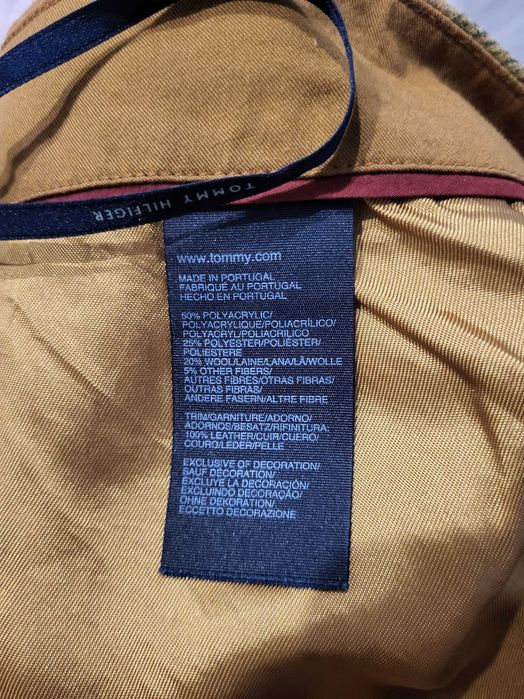 TOMMY HILFIGER
www.tommy.com
MADE IN PORTUGAL
FABRIQUÉ AU PORTUGAL
HECHO EN PORTUGAL
50% POLYACRYLIC/
POLYACRYLIQUE/POLIACRÍLICO/
POLYACRYL/POLIACRILICO
25% POLYESTER/POLIÉSTER/
POLIESTERE
20% WOOL/LAINE/LANA/LÃ/WOLLE
5% OTHER FIBERS/
AUTRES FIBRES/OTRAS FIBRAS/
OUTRAS FIBRAS/
ANDERE FASERN/ALTRE FIBRE
TRIM/GARNITURE/ADORNO/
ADORNOS/BESATZ/RIFINITURA:
100% LEATHER/CUIR/CUERO/
COURO/LEDER/PELLE
EXCLUSIVE OF DECORATION/
SAUF DÉCORATION/
EXCLUYE LA DECORACIÓN/
EXCLUINDO DECORAÇÃO/
OHNE DEKORATION/
ECCETTO DECORAZIONE